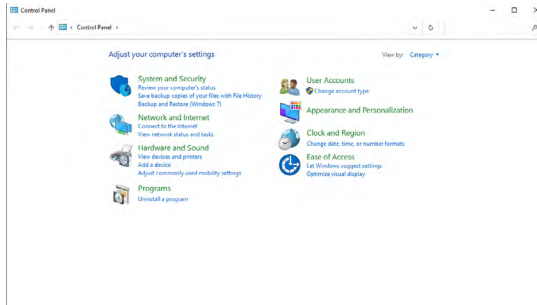 Control Panel
Control Panel
Adjust your computer's settings
View by: Category
System and Security
Review your computer's status
Save backup copies of your files with File History
Backup and Restore (Windows 7)
Network and Internet
Connect to the Internet
View network status and tasks
Hardware and Sound
View devices and printers
Add a device
Adjust commonly used mobility settings
Programs
Uninstall a program
User Accounts
Change account type
Appearance and Personalization
Clock and Region
Change date, time, or number formats
Ease of Access
Let Windows suggest settings
Optimize visual display